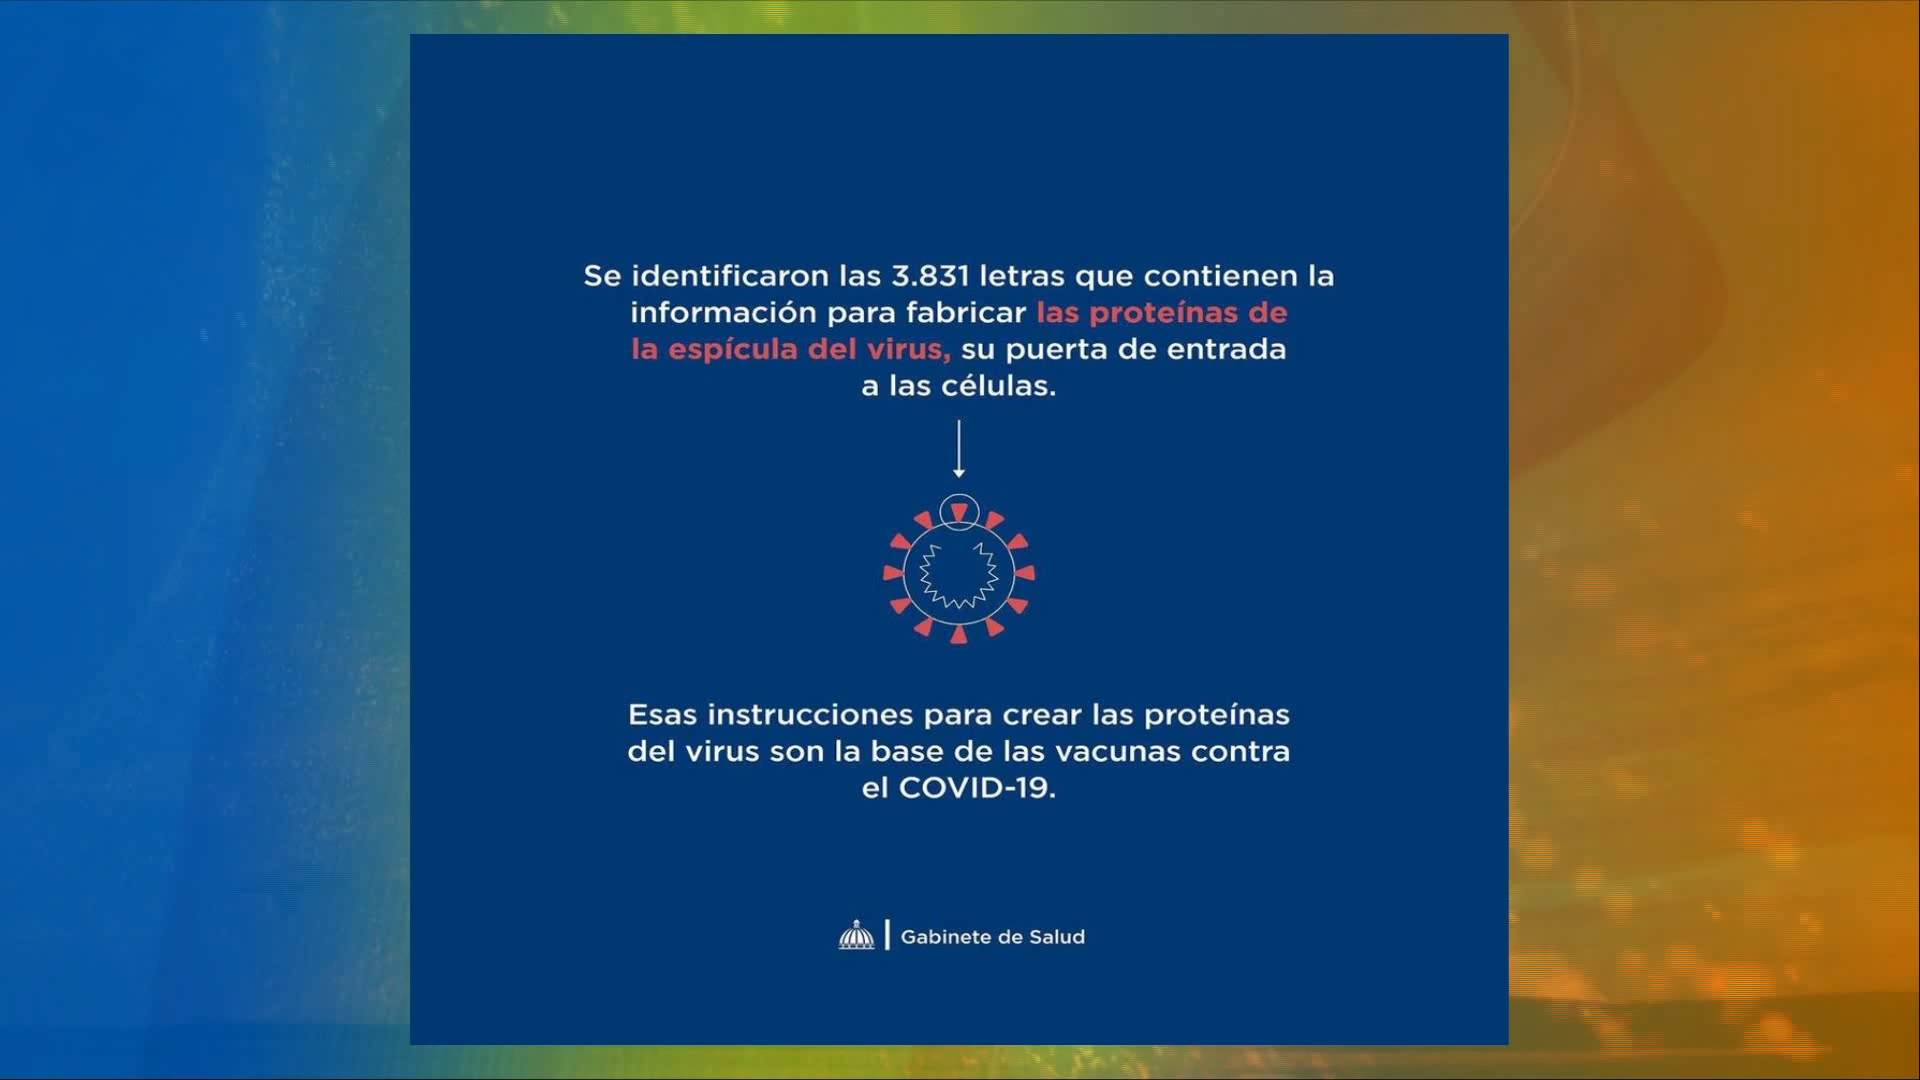 Se identificaron las 3.831 letras que contienen la
información para fabricar las proteínas de
la espícula del virus, su puerta de entrada
a las células.
Esas instrucciones para crear las proteínas
del virus son la base de las vacunas contra
el COVID-19.
Gabinete de Salud